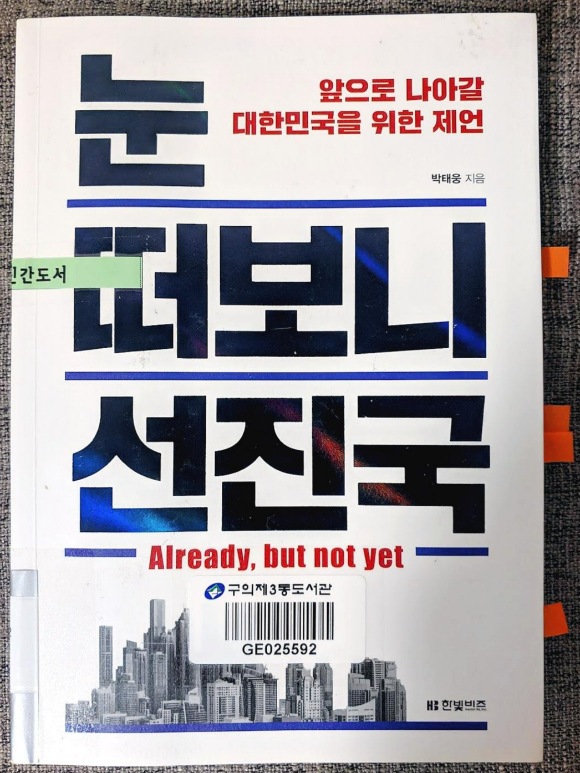 앞으로 나아갈
대한민국을 위한 제언
박태웅 지음
눈
떠보니
선진국
간도서
Already, but not yet
구의제3동도서관
GE025592
한빛비즈